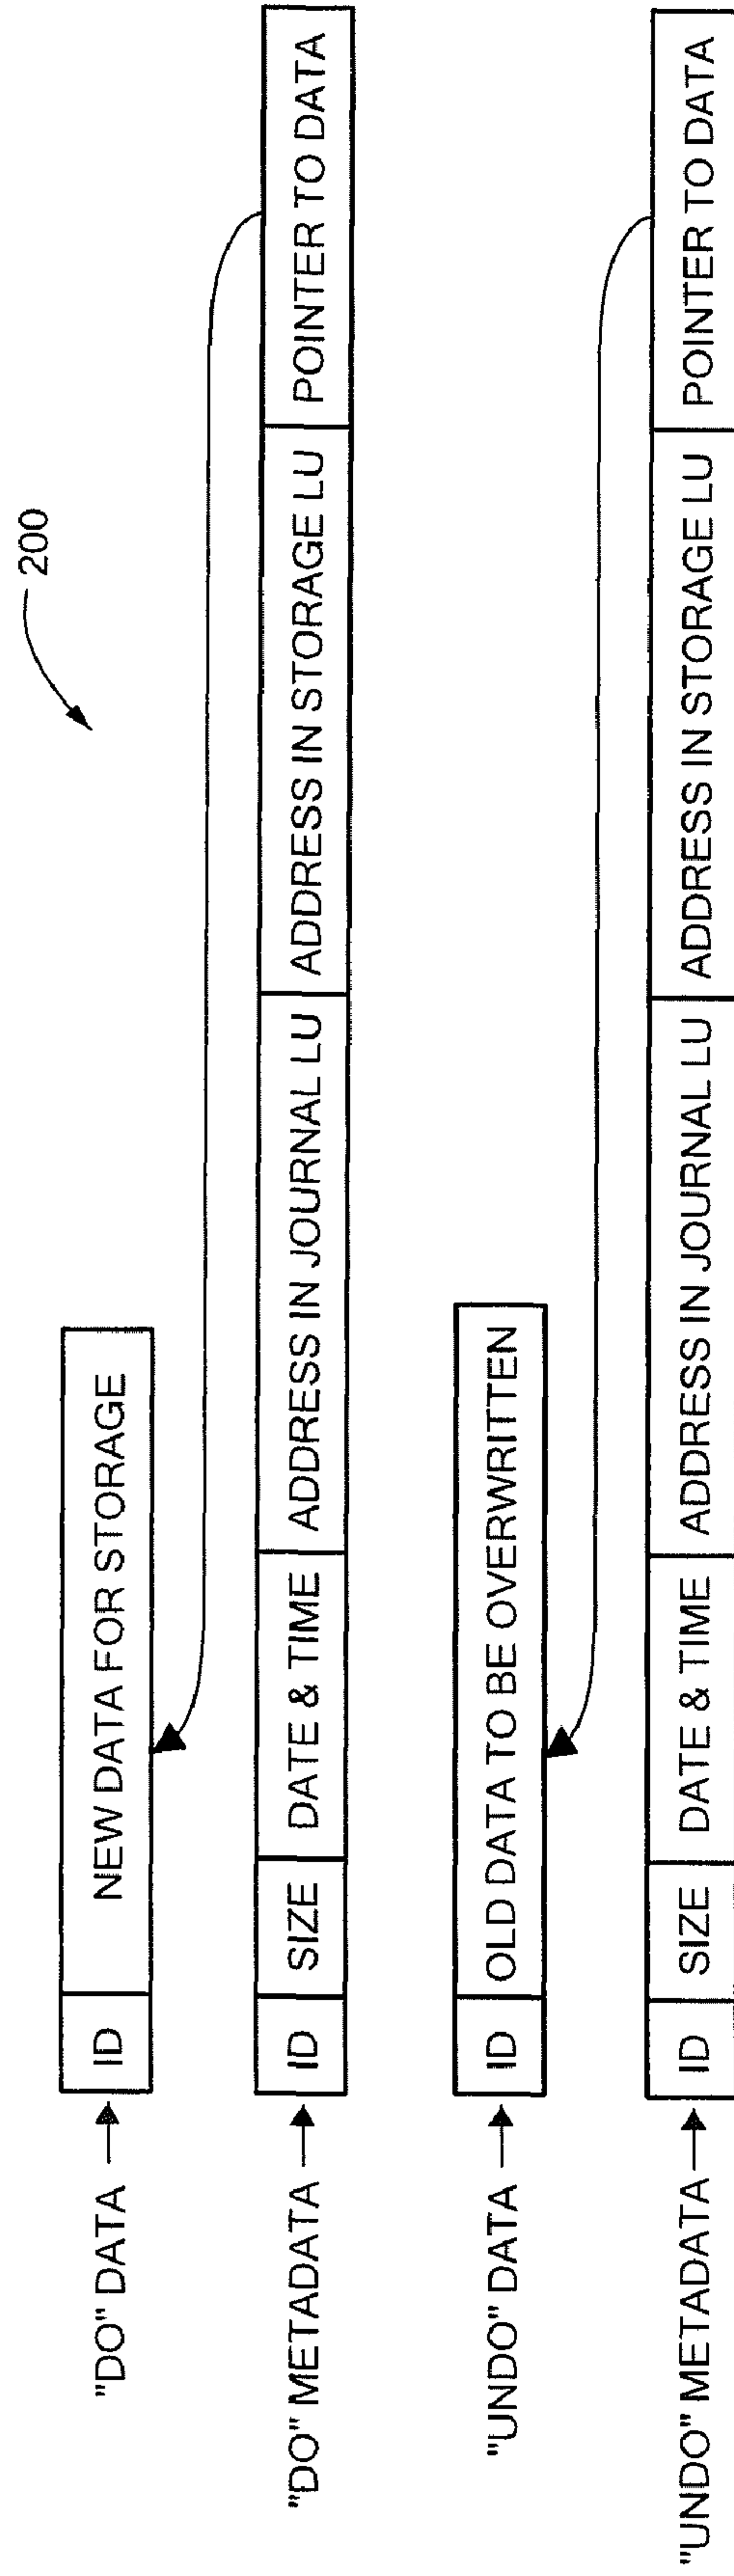 200
"DO" DATA
ID NEW DATA FOR STORAGE
"DO" METADATA
ID SIZE DATE & TIME ADDRESS IN JOURNAL LU ADDRESS IN STORAGE LU POINTER TO DATA
"UNDO" DATA
ID OLD DATA TO BE OVERWRITTEN
"UNDO" METADATA
ID SIZE DATE & TIME ADDRESS IN JOURNAL LU ADDRESS IN STORAGE LU POINTER TO DATA